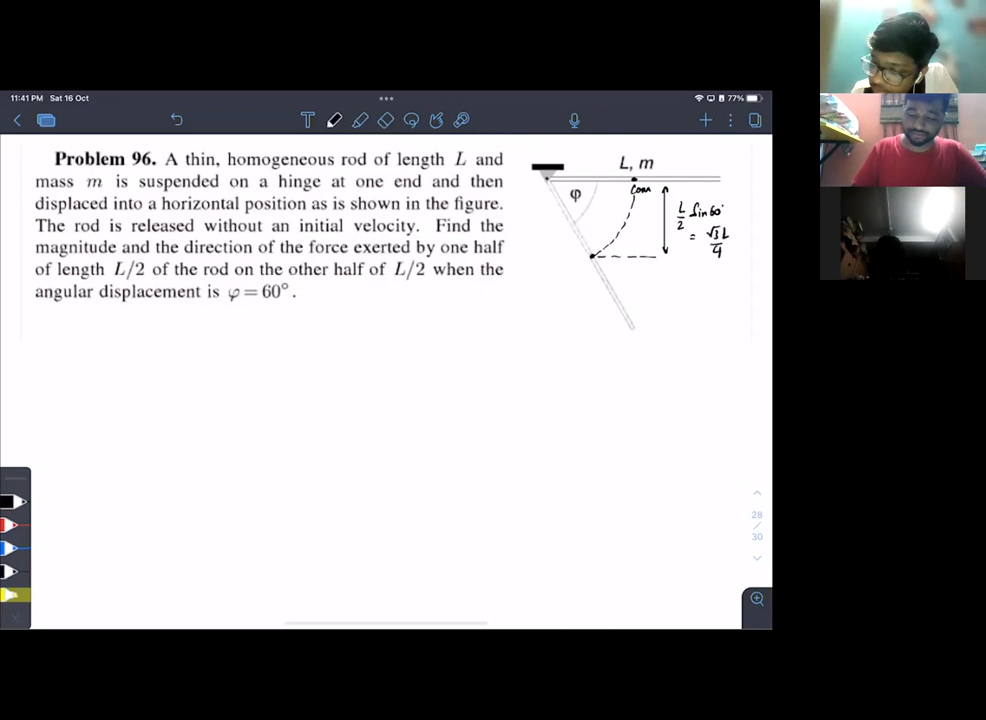 11:41 PM Sat 16 Oct
77%
Problem 96. A thin, homogeneous rod of length L and
mass m is suspended on a hinge at one end and then
displaced into a horizontal position as is shown in the figure.
The rod is released without an initial velocity. Find the
magnitude and the direction of the force exerted by one half
of length L/2 of the rod on the other half of L/2 when the
angular displacement is φ = 60°.
L, m
φ
Com
L/2 Sin60°
= √3L/4
28
/
30